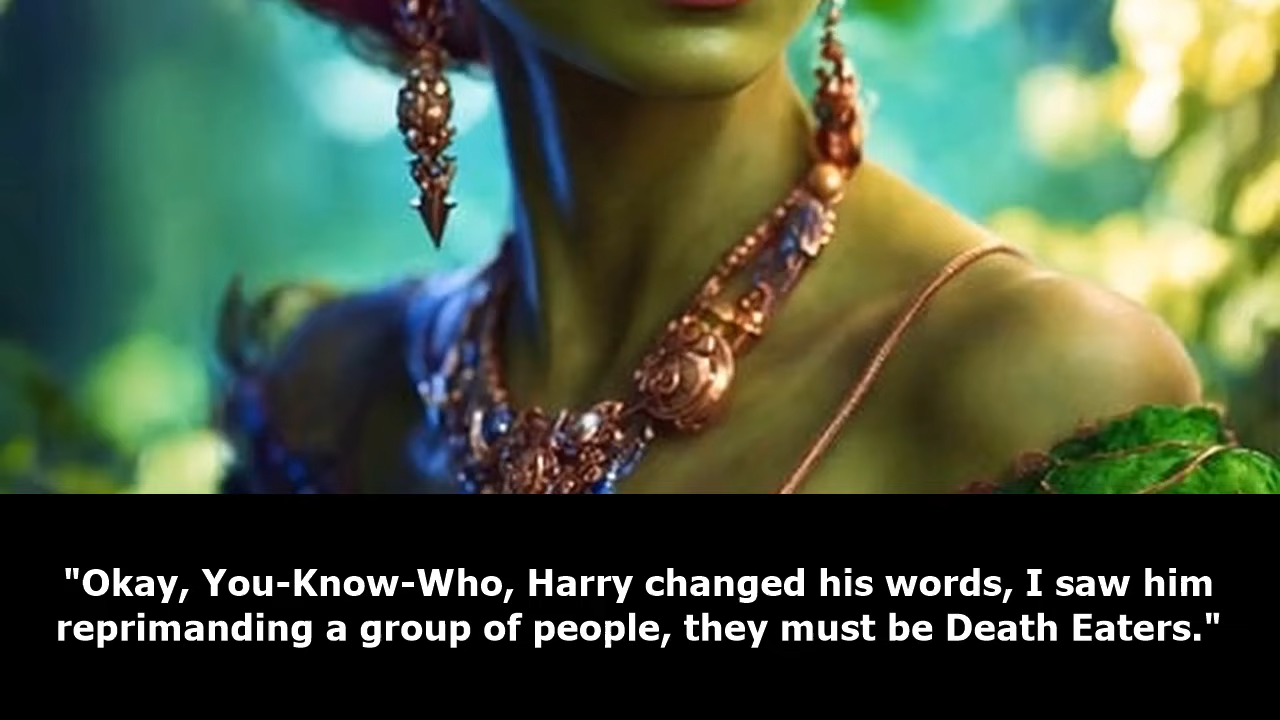 "Okay, You-Know-Who, Harry changed his words, I saw him
reprimanding a group of people, they must be Death Eaters."